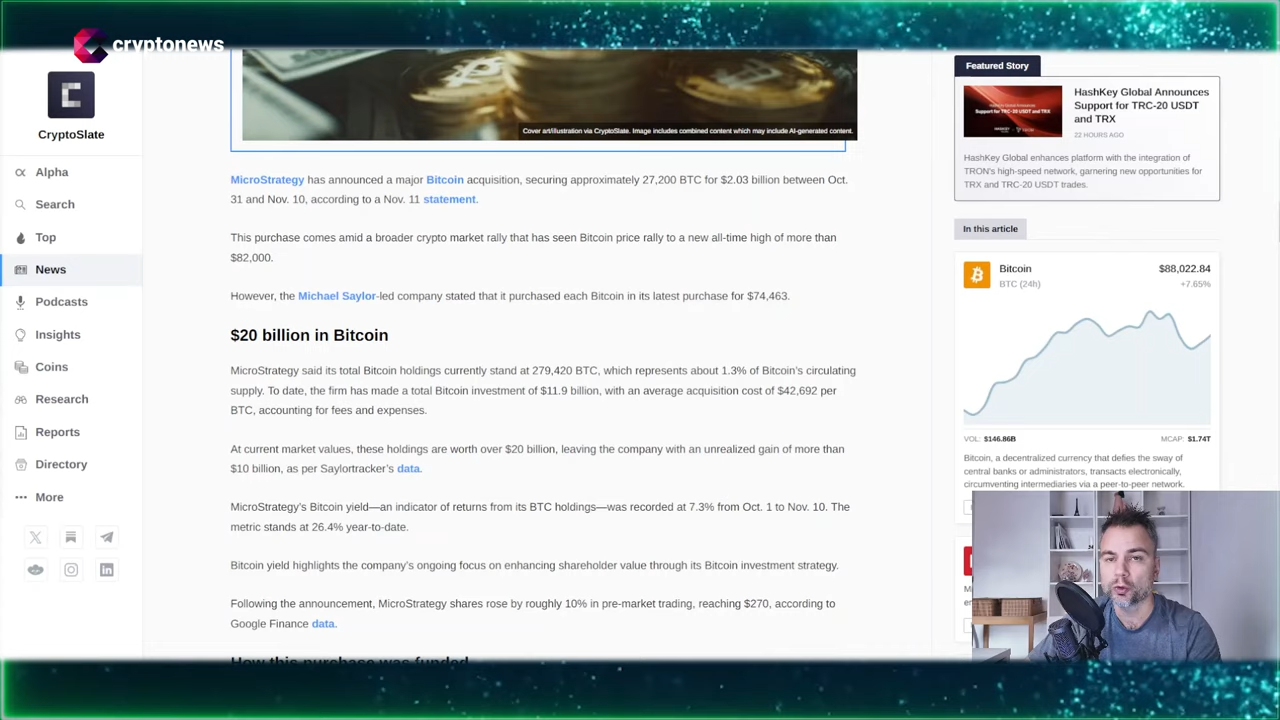 cryptonews
CryptoSlate
Alpha
Search
Top
News
Podcasts
Insights
Coins
Research
Reports
Directory
More
Cover art/illustration via CryptoSlate. Image includes combined content which may include AI-generated content.
MicroStrategy has announced a major Bitcoin acquisition, securing approximately 27,200 BTC for $2.03 billion between Oct.
31 and Nov. 10, according to a Nov. 11 statement.
This purchase comes amid a broader crypto market rally that has seen Bitcoin price rally to a new all-time high of more than
$82,000.
However, the Michael Saylor-led company stated that it purchased each Bitcoin in its latest purchase for $74,463.
$20 billion in Bitcoin
MicroStrategy said its total Bitcoin holdings currently stand at 279,420 BTC, which represents about 1.3% of Bitcoin's circulating
supply. To date, the firm has made a total Bitcoin investment of $11.9 billion, with an average acquisition cost of $42,692 per
BTC, accounting for fees and expenses.
At current market values, these holdings are worth over $20 billion, leaving the company with an unrealized gain of more than
$10 billion, as per Saylortracker's data.
MicroStrategy's Bitcoin yield—an indicator of returns from its BTC holdings—was recorded at 7.3% from Oct. 1 to Nov. 10. The
metric stands at 26.4% year-to-date.
Bitcoin yield highlights the company's ongoing focus on enhancing shareholder value through its Bitcoin investment strategy.
Following the announcement, MicroStrategy shares rose by roughly 10% in pre-market trading, reaching $270, according to
Google Finance data.
How this purchase was funded
Featured Story
HashKey Global Announces
Support for TRC-20 USDT
and TRX
22 HOURS AGO
HashKey Global enhances platform with the integration of
TRON's high-speed network, garnering new opportunities for
TRX and TRC-20 USDT trades.
In this article
Bitcoin $88,022.84
BTC (24h) +7.65%
VOL: $146.86B MCAP: $1.74T
Bitcoin, a decentralized currency that defies the sway of
central banks or administrators, transacts electronically,
circumventing intermediaries via a peer-to-peer network.